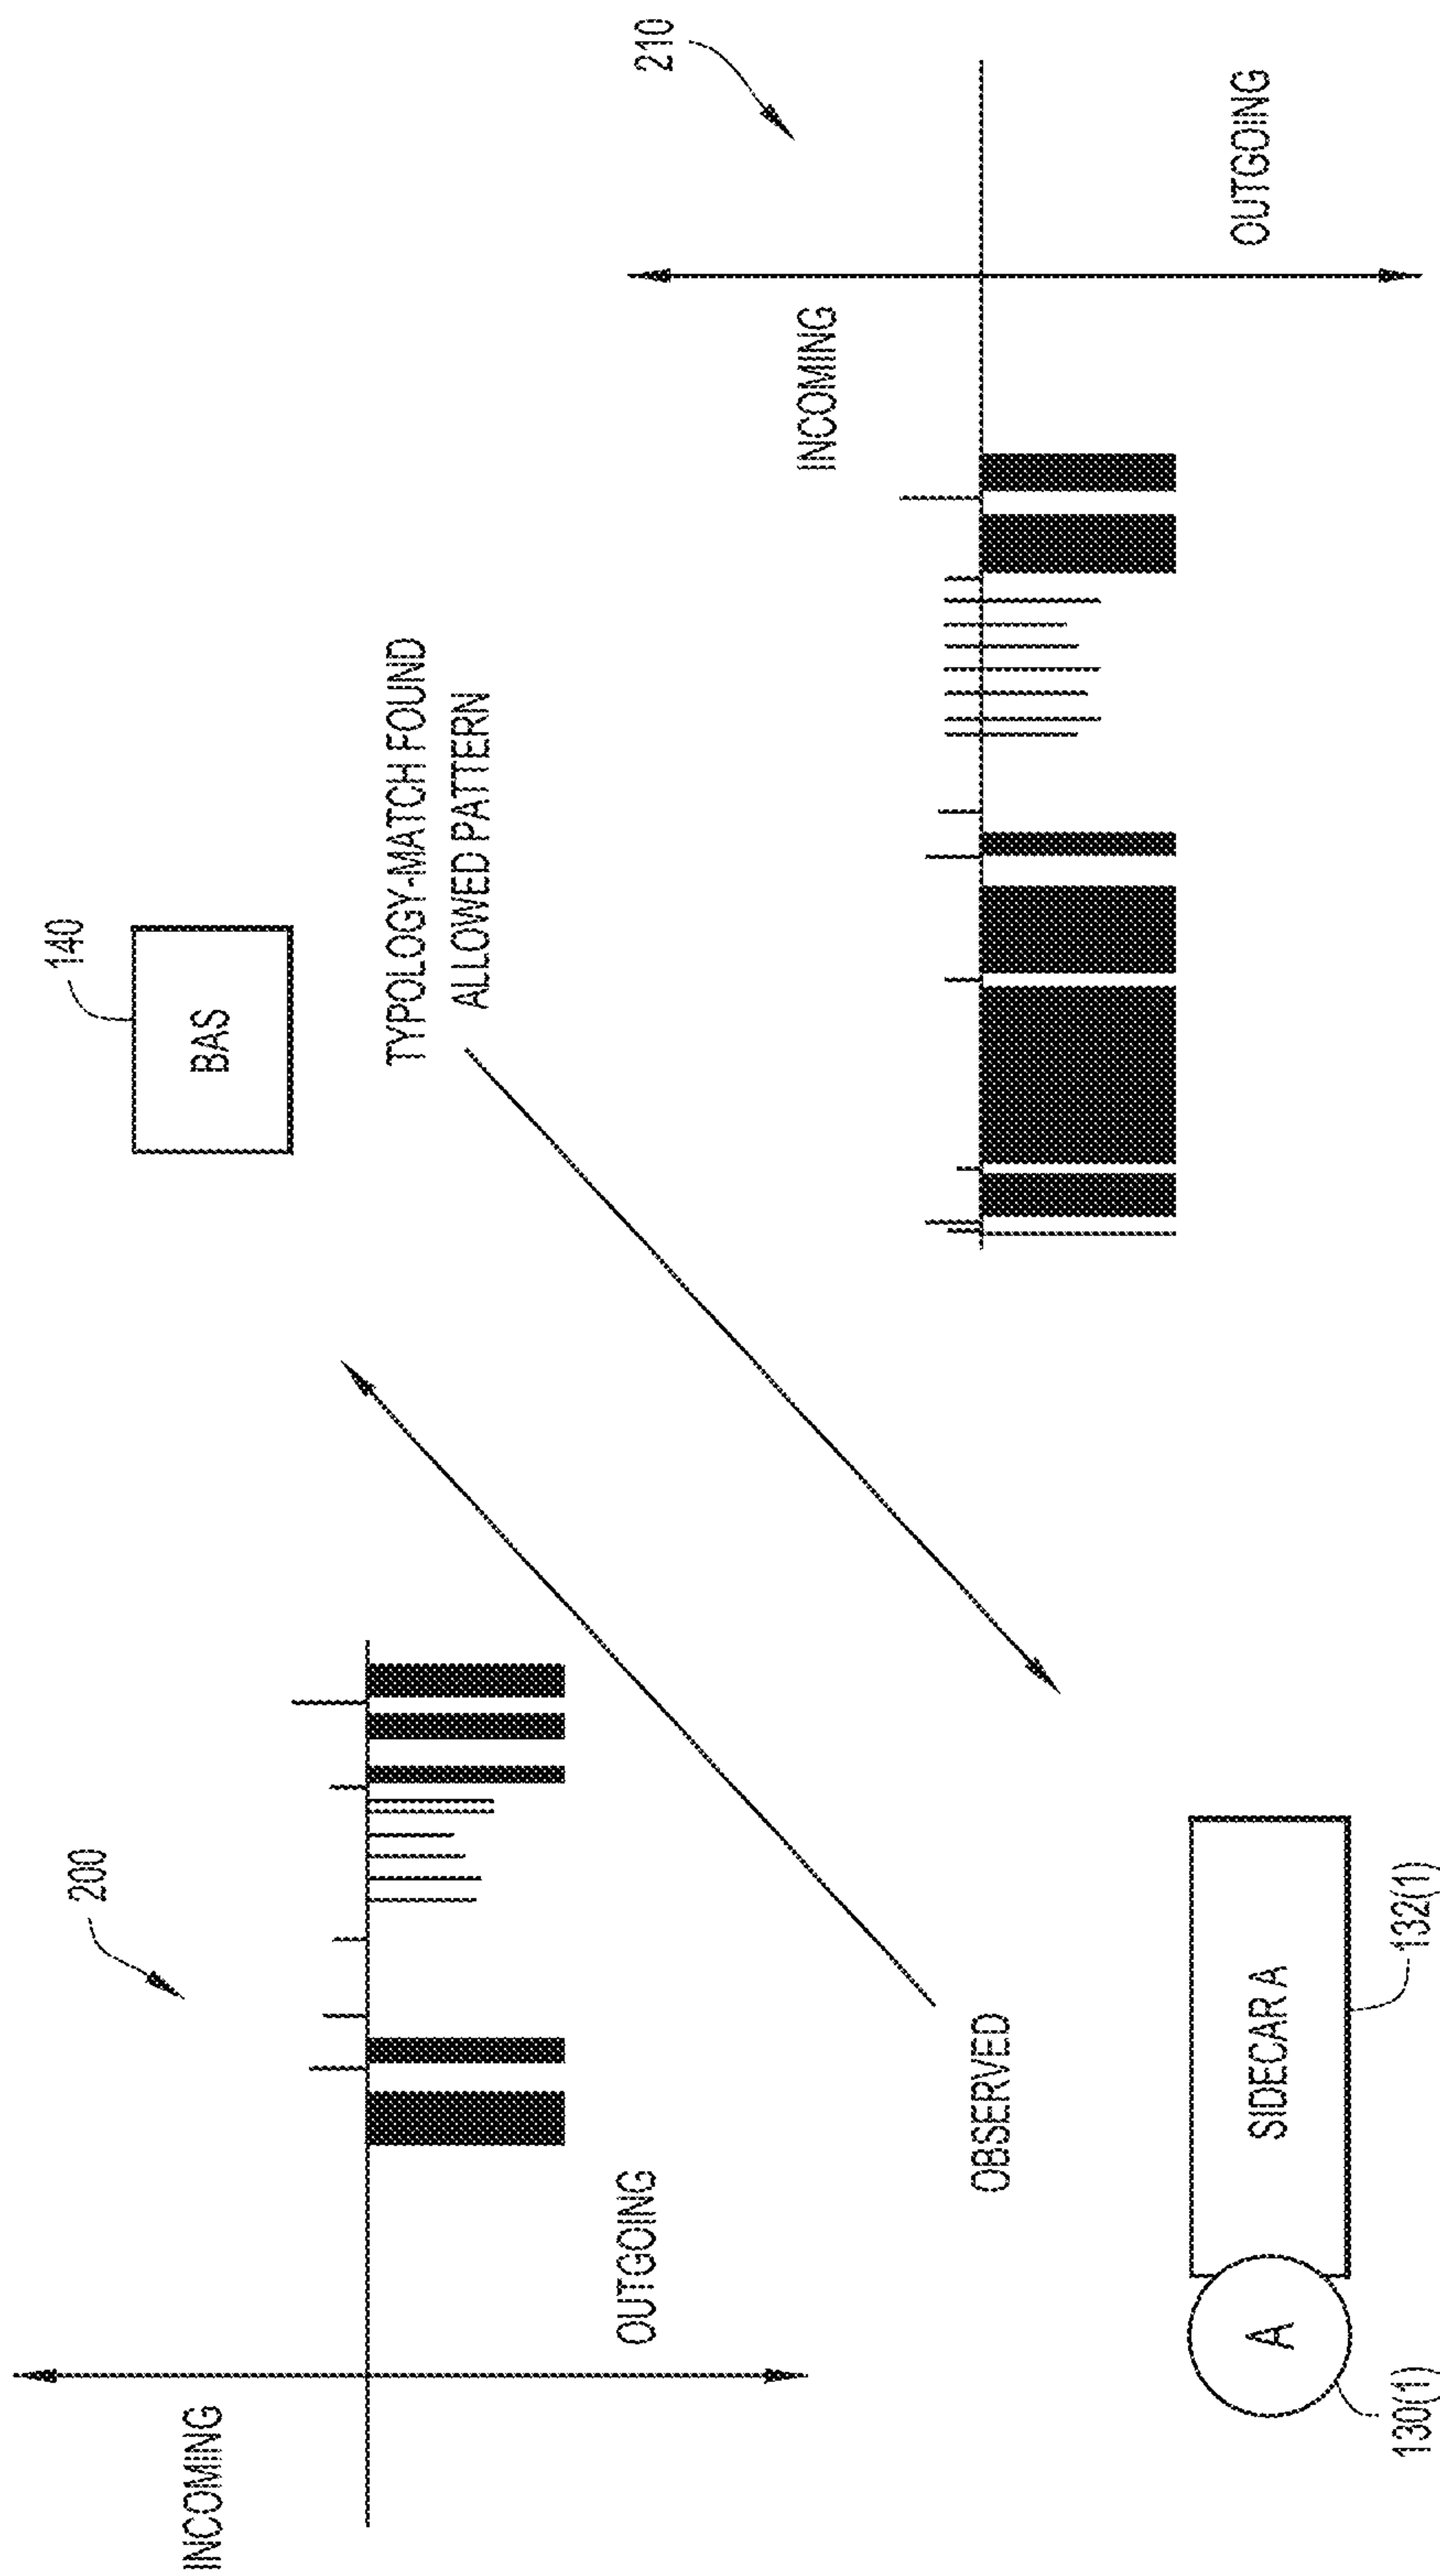 200
INCOMING
OUTGOING
140
BAS
TYPOLOGY-MATCH FOUND
ALLOWED PATTERN
OBSERVED
210
INCOMING
OUTGOING
A
SIDECAR A
130(1)
132(1)